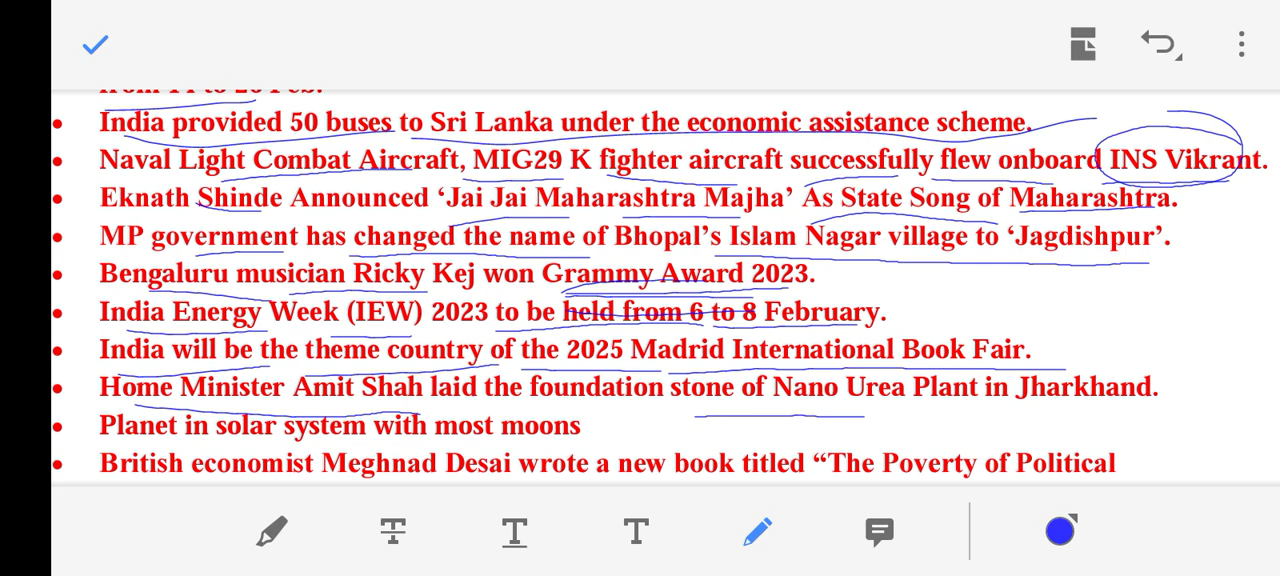 from 14 to 26 Feb.
India provided 50 buses to Sri Lanka under the economic assistance scheme.
Naval Light Combat Aircraft, MIG29 K fighter aircraft successfully flew onboard INS Vikrant.
Eknath Shinde Announced ‘Jai Jai Maharashtra Majha’ As State Song of Maharashtra.
MP government has changed the name of Bhopal’s Islam Nagar village to ‘Jagdishpur’.
Bengaluru musician Ricky Kej won Grammy Award 2023.
India Energy Week (IEW) 2023 to be held from 6 to 8 February.
India will be the theme country of the 2025 Madrid International Book Fair.
Home Minister Amit Shah laid the foundation stone of Nano Urea Plant in Jharkhand.
Planet in solar system with most moons
British economist Meghnad Desai wrote a new book titled “The Poverty of Political